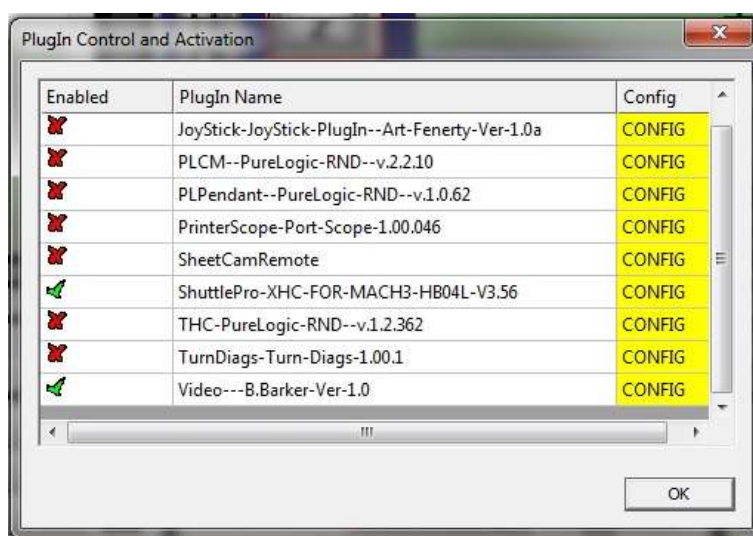 PlugIn Control and Activation
Enabled PlugIn Name Config
JoyStick-JoyStick-PlugIn--Art-Fenerty-Ver-1.0a CONFIG
PLCM--PureLogic-RND--v.2.2.10 CONFIG
PLPendant--PureLogic-RND--v.1.0.62 CONFIG
PrinterScope-Port-Scope-1.00.046 CONFIG
SheetCamRemote CONFIG
ShuttlePro-XHC-FOR-MACH3-HB04L-V3.56 CONFIG
THC-PureLogic-RND--v.1.2.362 CONFIG
TurnDiags-Turn-Diags-1.00.1 CONFIG
Video---B.Barker-Ver-1.0 CONFIG
OK